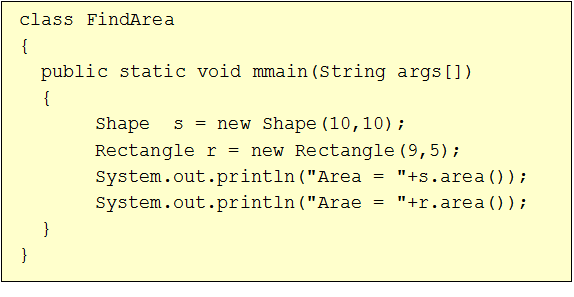 class FindArea
{
  public static void mmain(String args[])
  {
       Shape  s = new Shape(10,10);
       Rectangle r = new Rectangle(9,5);
       System.out.println("Area = "+s.area());
       System.out.println("Arae = "+r.area());
  }
}